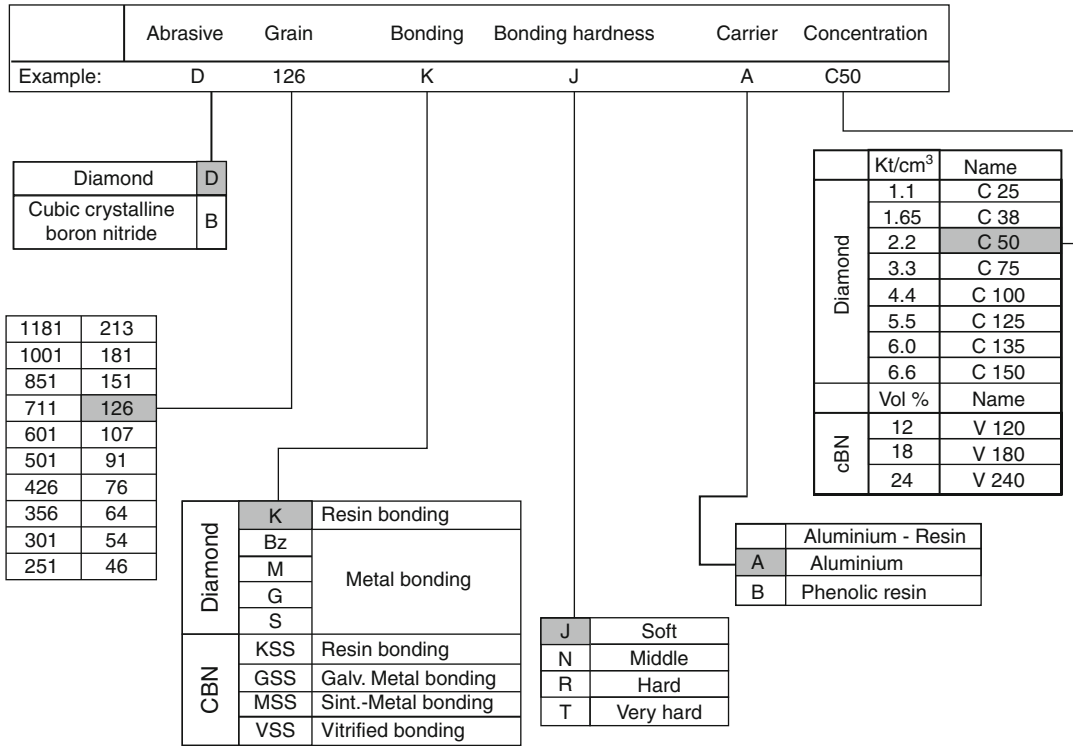 Abrasive Grain Bonding Bonding hardness Carrier Concentration
Example: D 126 K J A C50
Diamond D
Cubic crystalline
boron nitride B
1181 213
1001 181
851 151
711 126
601 107
501 91
426 76
356 64
301 54
251 46
Diamond
K Resin bonding
Bz
M
G
S
Metal bonding
CBN
KSS Resin bonding
GSS Galv. Metal bonding
MSS Sint.-Metal bonding
VSS Vitrified bonding
J Soft
N Middle
R Hard
T Very hard
Aluminium - Resin
A Aluminium
B Phenolic resin
Kt/cm³ Name
Diamond
1.1 C 25
1.65 C 38
2.2 C 50
3.3 C 75
4.4 C 100
5.5 C 125
6.0 C 135
6.6 C 150
Vol % Name
cBN
12 V 120
18 V 180
24 V 240